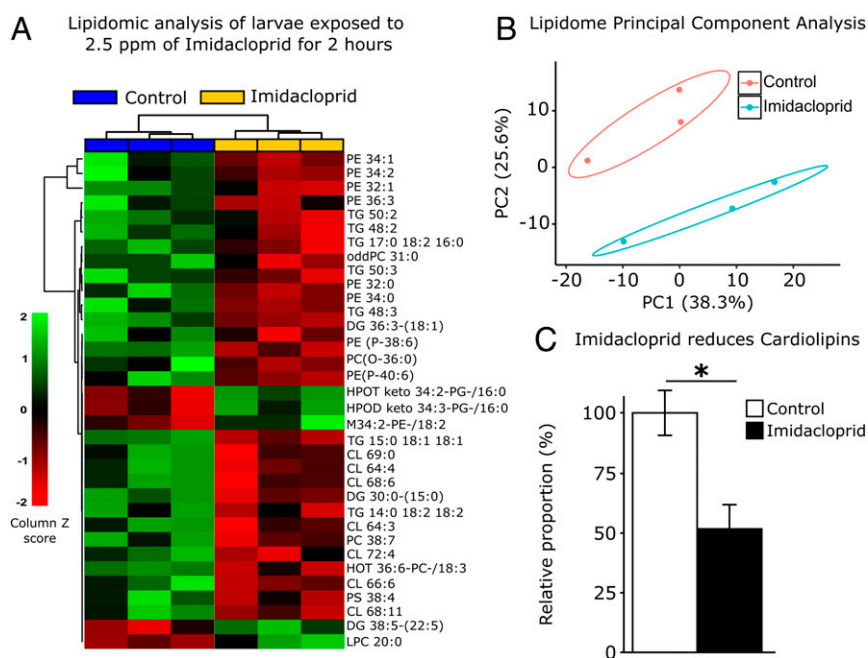 A
Lipidomic analysis of larvae exposed to
2.5 ppm of Imidacloprid for 2 hours
Control
Imidacloprid
PE 34:1
PE 34:2
PE 32:1
PE 36:3
TG 50:2
TG 48:2
TG 17:0 18:2 16:0
oddPC 31:0
TG 50:3
PE 32:0
PE 34:0
TG 48:3
DG 36:3-(18:1)
PE (P-38:6)
PC(O-36:0)
PE(P-40:6)
HPOT keto 34:2-PG-/16:0
HPOD keto 34:3-PG-/16:0
M34:2-PE-/18:2
TG 15:0 18:1 18:1
CL 69:0
CL 64:4
CL 68:6
DG 30:0-(15:0)
TG 14:0 18:2 18:2
CL 64:3
PC 38:7
CL 72:4
HOT 36:6-PC-/18:3
CL 66:6
PS 38:4
CL 68:11
DG 38:5-(22:5)
LPC 20:0
2
1
0
-1
-2
Column Z
score
B
Lipidome Principal Component Analysis
Control
Imidacloprid
PC2 (25.6%)
10
0
-10
-20
-10
0
10
20
PC1 (38.3%)
C
Imidacloprid reduces Cardiolipins
*
Control
Imidacloprid
Relative proportion (%)
100
75
50
25
0